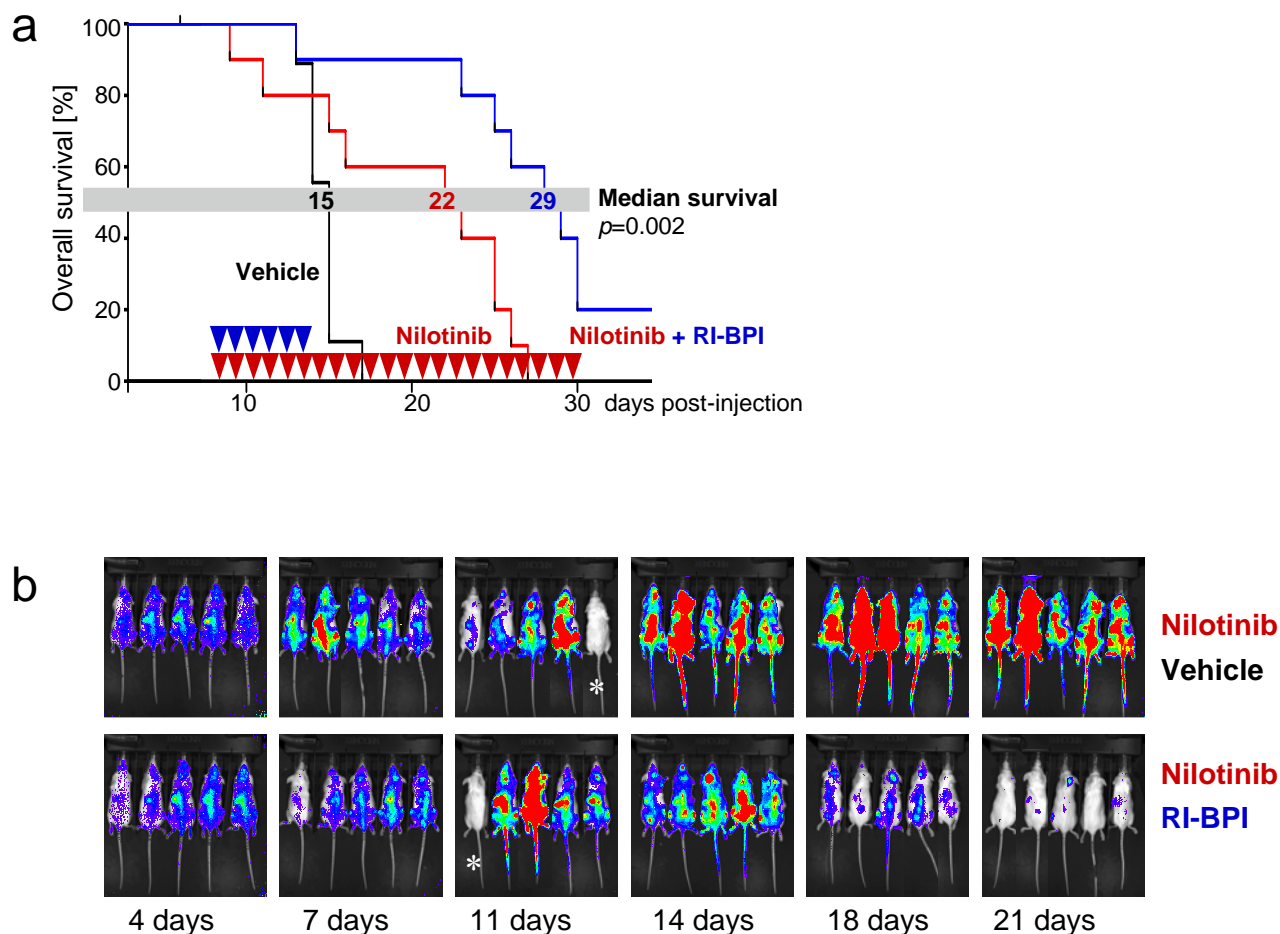 a
Overall survival [%]
100
80
60
40
20
0
15
22
29
Median survival
p=0.002
Vehicle
Nilotinib
Nilotinib + RI-BPI
10
20
30
days post-injection
b
*
Nilotinib
Vehicle
*
Nilotinib
RI-BPI
4 days
7 days
11 days
14 days
18 days
21 days